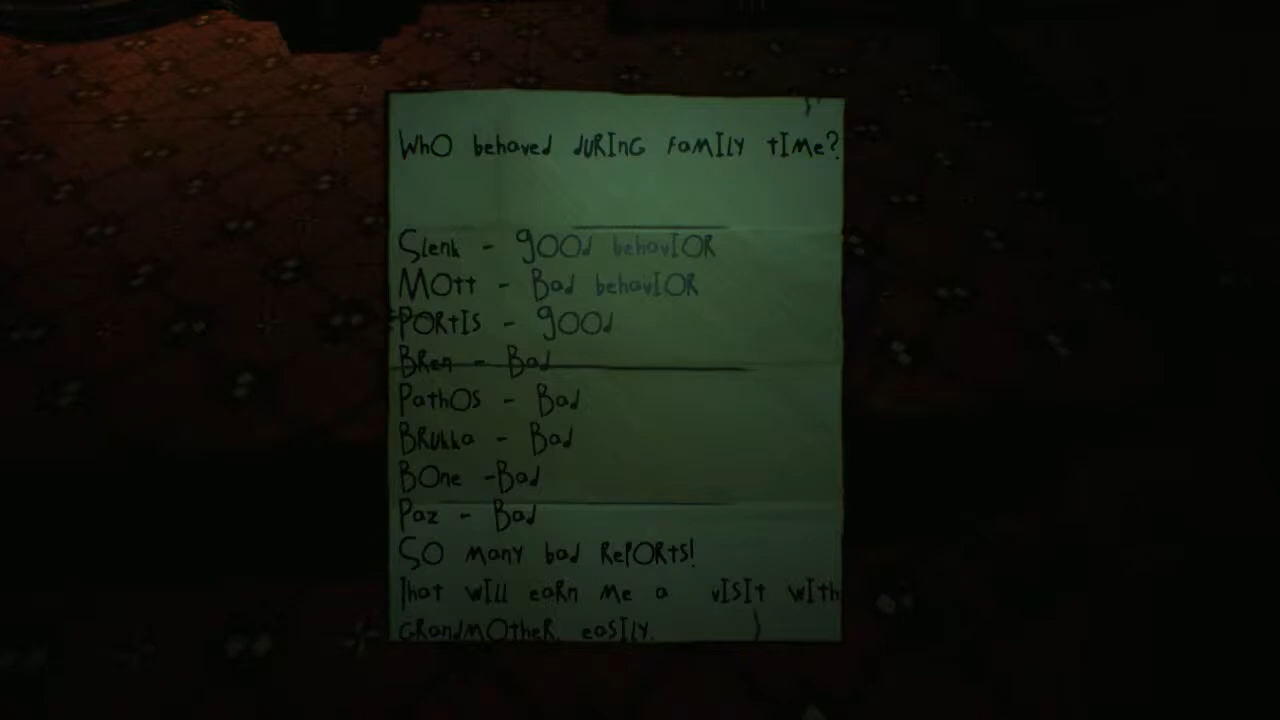 WhO behaved duRInG FaMIly tIMe?
Slenk - gOOd behavIOR
MOtt - Bad behavIOR
PORtIs - gOOd
BRen - Bad
PathOs - Bad
BRukka - Bad
BOne -Bad
Paz - Bad
SO many bad RepORts!
That wIll eaRn me a vIsIt wIth
GRandmOtheR, easIly.